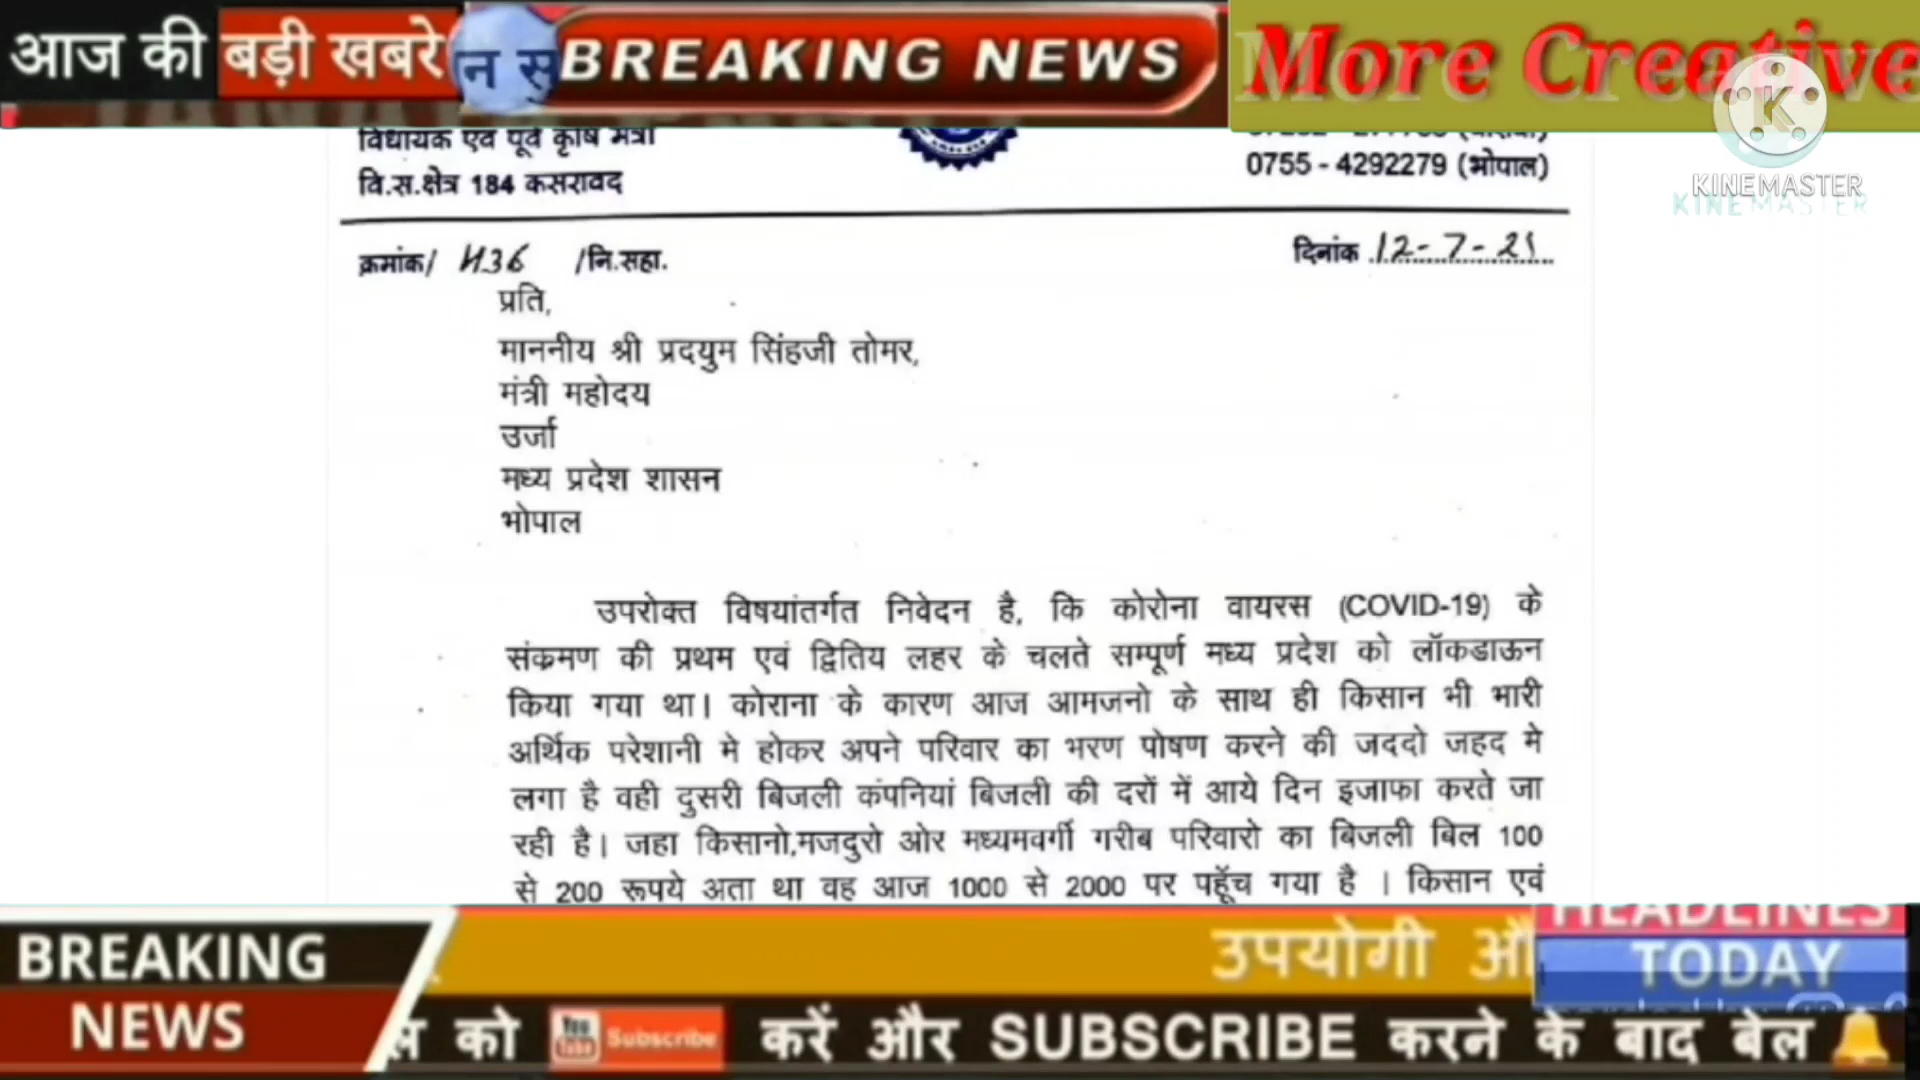 आज की बड़ी खबरे
न स
BREAKING NEWS
More Creative
K
KINEMASTER
KINEMASTER
विधायक एवं पूर्व कृषि मंत्री
वि.स.क्षेत्र 184 कसरावद
0755 - 4292279 (भोपाल)
क्रमांक/ 436 /नि.सहा.
दिनांक 12-7-21
प्रति,
माननीय श्री प्रदयुम सिंहजी तोमर,
मंत्री महोदय
उर्जा
मध्य प्रदेश शासन
भोपाल
उपरोक्त विषयांतर्गत निवेदन है, कि कोरोना वायरस (COVID-19) के
संक्रमण की प्रथम एवं द्वितिय लहर के चलते सम्पूर्ण मध्य प्रदेश को लॉकडाऊन
किया गया था। कोराना के कारण आज आमजनो के साथ ही किसान भी भारी
अर्थिक परेशानी मे होकर अपने परिवार का भरण पोषण करने की जददो जहद मे
लगा है वही दुसरी बिजली कंपनियां बिजली की दरों में आये दिन इजाफा करते जा
रही है। जहा किसानो,मजदुरो ओर मध्यमवर्गी गरीब परिवारो का बिजली बिल 100
से 200 रूपये अता था वह आज 1000 से 2000 पर पहूॅच गया है । किसान एवं
BREAKING
NEWS
उपयोगी औ
HEADLINES
TODAY
को You Tube Subscribe करें और SUBSCRIBE करने के बाद बेल